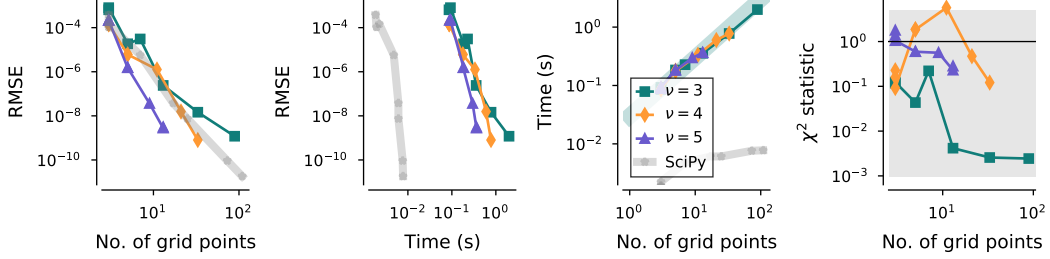 RMSE
10⁻⁴
10⁻⁶
10⁻⁸
10⁻¹⁰
10¹
10²
No. of grid points
RMSE
10⁻⁴
10⁻⁶
10⁻⁸
10⁻¹⁰
10⁻²
10⁻¹
10⁰
Time (s)
Time (s)
10⁰
10⁻¹
10⁻²
ν = 3
ν = 4
ν = 5
SciPy
10⁰
10¹
10²
No. of grid points
χ² statistic
10⁰
10⁻¹
10⁻²
10⁻³
10¹
10²
No. of grid points